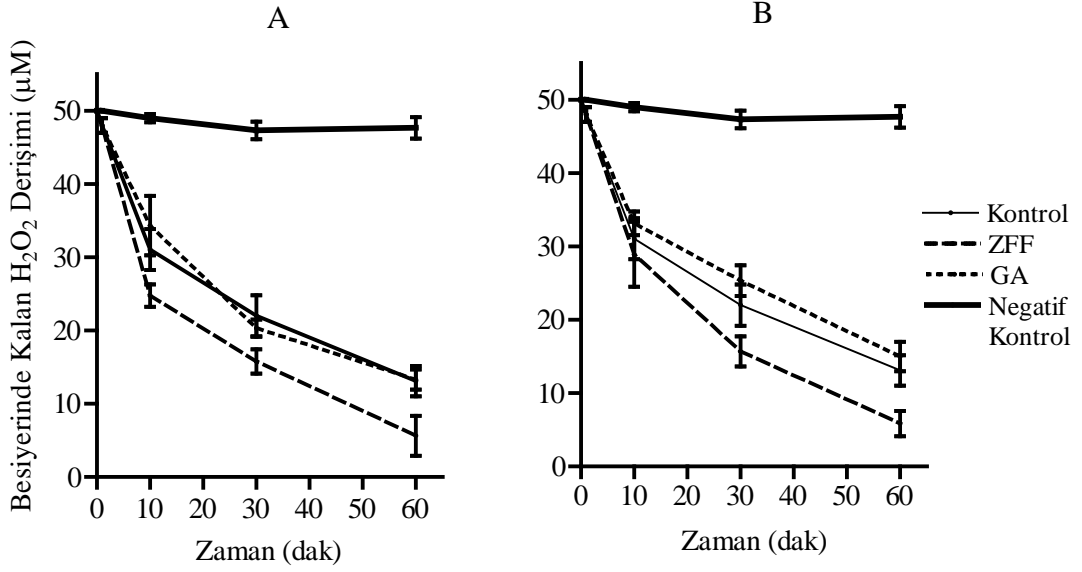 A
B
Besiyerinde Kalan H₂O₂ Derişimi (µM)
50
40
30
20
10
0
0 10 20 30 40 50 60
Zaman (dak)
50
40
30
20
10
0
0 10 20 30 40 50 60
Zaman (dak)
Kontrol
ZFF
GA
Negatif
Kontrol